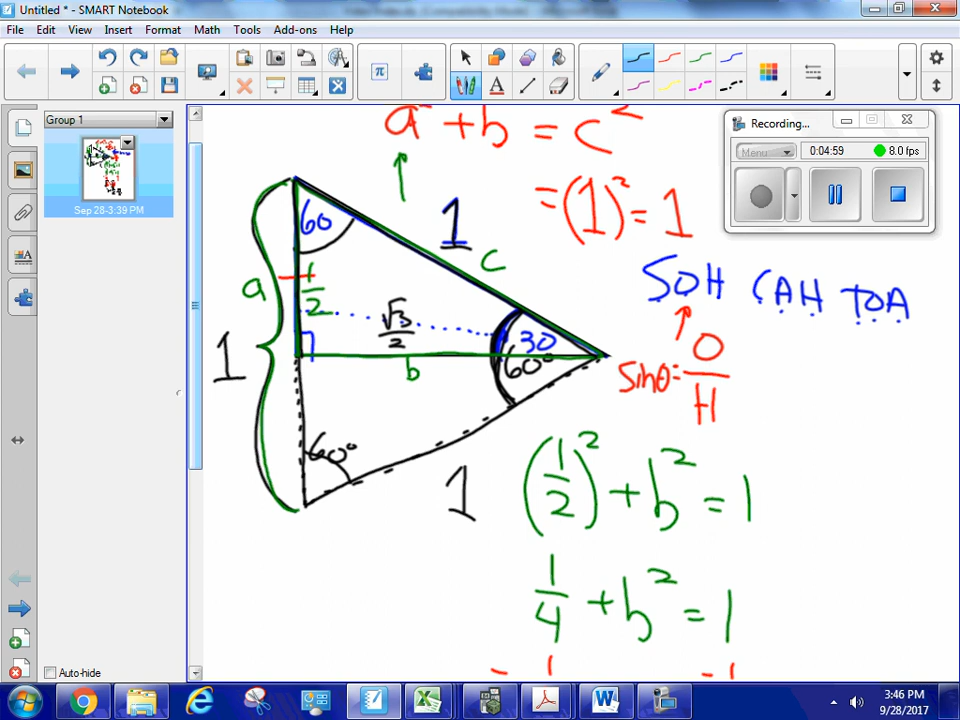 Untitled * - SMART Notebook
File Edit View Insert Format Math Tools Add-ons Help
Group 1
Sep 28-3:39 PM
Auto-hide
Recording...
Menu
0:04:59
8.0 fps
a² + b = c²
= (1)² = 1
60
1
c
a
1/2
√3/2
30
60°
b
1
60°
1
SOH CAH TOA
sinθ = O/H
(1/2)² + b² = 1
1/4 + b² = 1
3:46 PM
9/28/2017